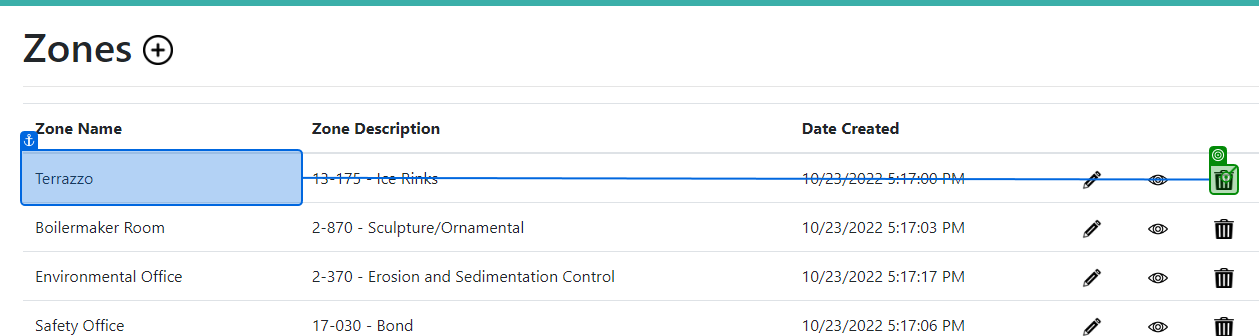 Zones
Zone Name Zone Description Date Created
Terrazzo 13-175 - Ice Rinks 10/23/2022 5:17:00 PM
Boilermaker Room 2-870 - Sculpture/Ornamental 10/23/2022 5:17:03 PM
Environmental Office 2-370 - Erosion and Sedimentation Control 10/23/2022 5:17:17 PM
Safety Office 17-030 - Bond 10/23/2022 5:17:06 PM